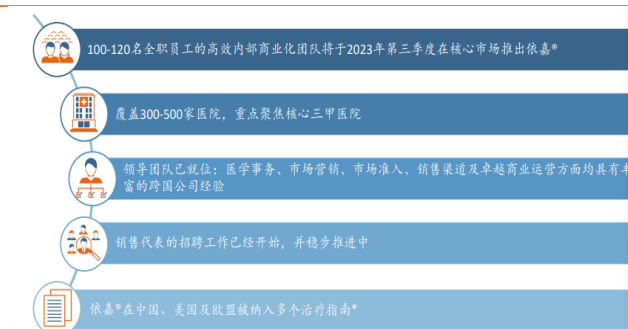 100-120名全职员工的高效内部商业化团队将于2023年第三季度在核心市场推出依嘉®
覆盖300-500家医院，重点聚焦核心三甲医院
领导团队已就位：医学事务、市场营销、市场准入、销售渠道及卓越商业运营方面均具有丰
富的跨国公司经验
销售代表的招聘工作已经开始，并稳步推进中
依嘉®在中国、美国及欧盟被纳入多个治疗指南*